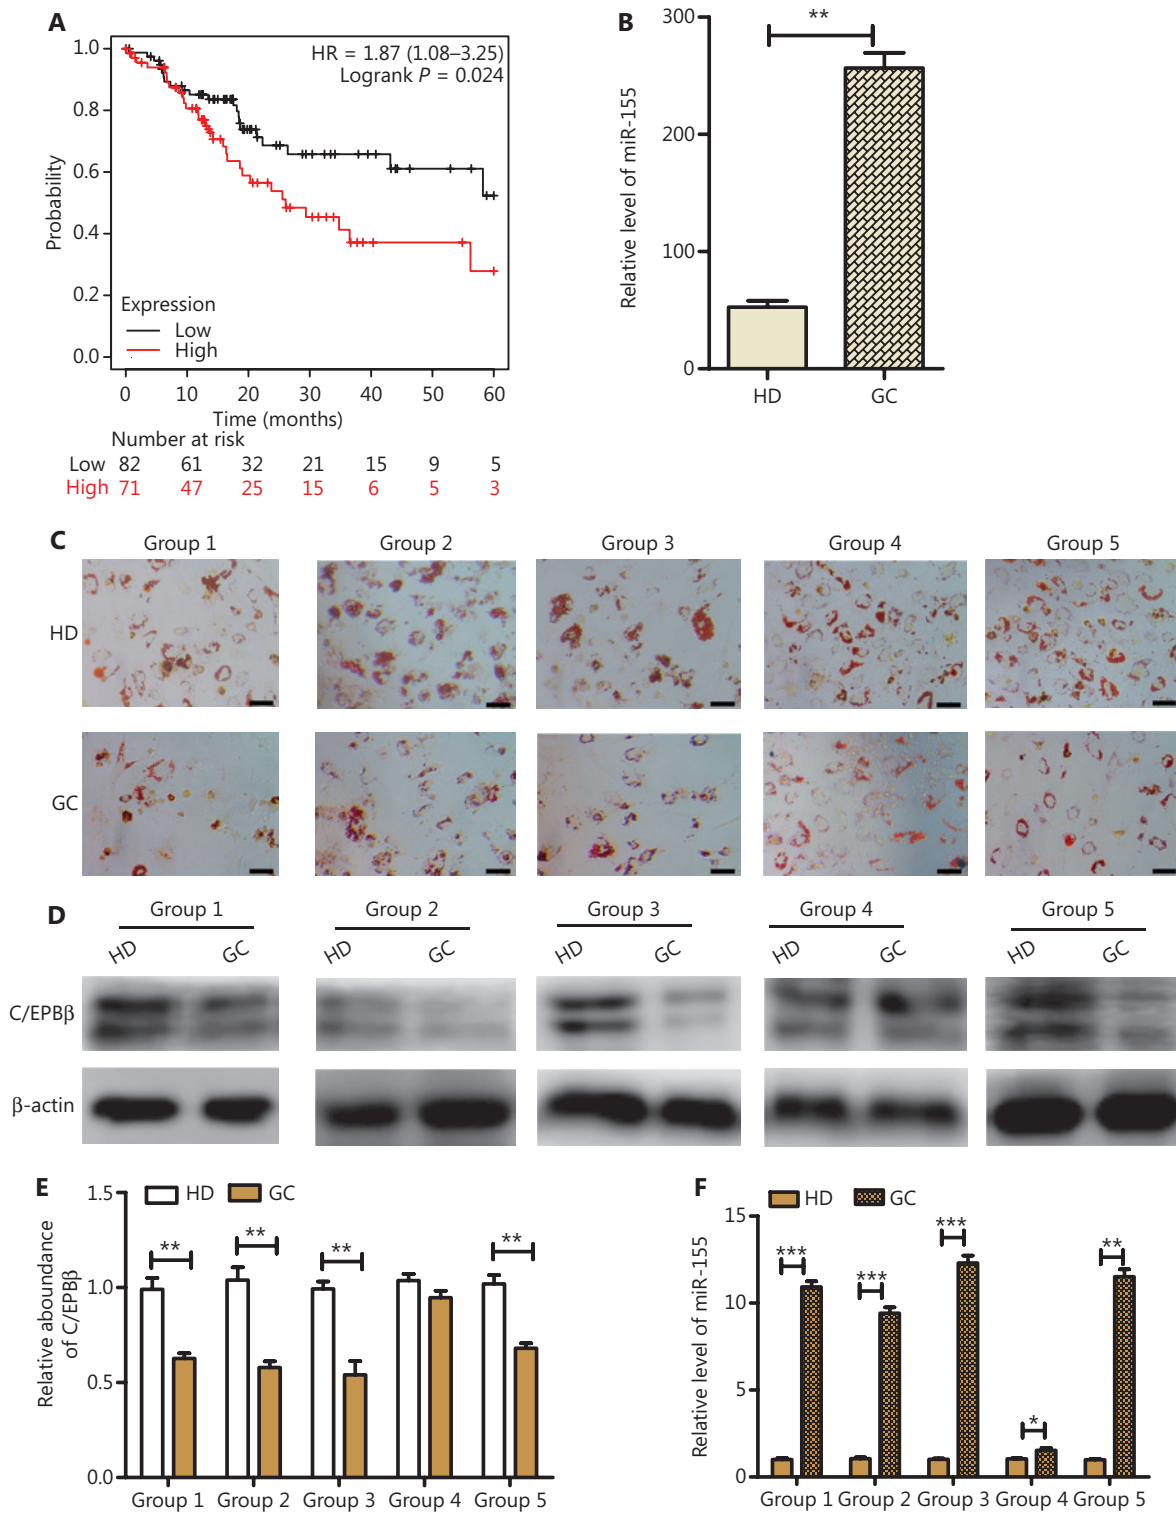 A
HR = 1.87 (1.08–3.25)
Logrank P = 0.024
Probability
1.0
0.8
0.6
0.4
0.2
0.0
Expression
Low
High
0 10 20 30 40 50 60
Time (months)
Number at risk
Low 82 61 32 21 15 9 5
High 71 47 25 15 6 5 3
B
**
Relative level of miR-155
300
200
100
0
HD GC
C
Group 1 Group 2 Group 3 Group 4 Group 5
HD
GC
D
Group 1 Group 2 Group 3 Group 4 Group 5
HD GC HD GC HD GC HD GC HD GC
C/EPBβ
β-actin
E
HD GC
Relative aboundance
of C/EBPβ
1.5
1.0
0.5
0.0
** ** ** **
Group 1 Group 2 Group 3 Group 4 Group 5
F
HD GC
Relative level of miR-155
15
10
5
0
*** *** *** * **
Group 1 Group 2 Group 3 Group 4 Group 5